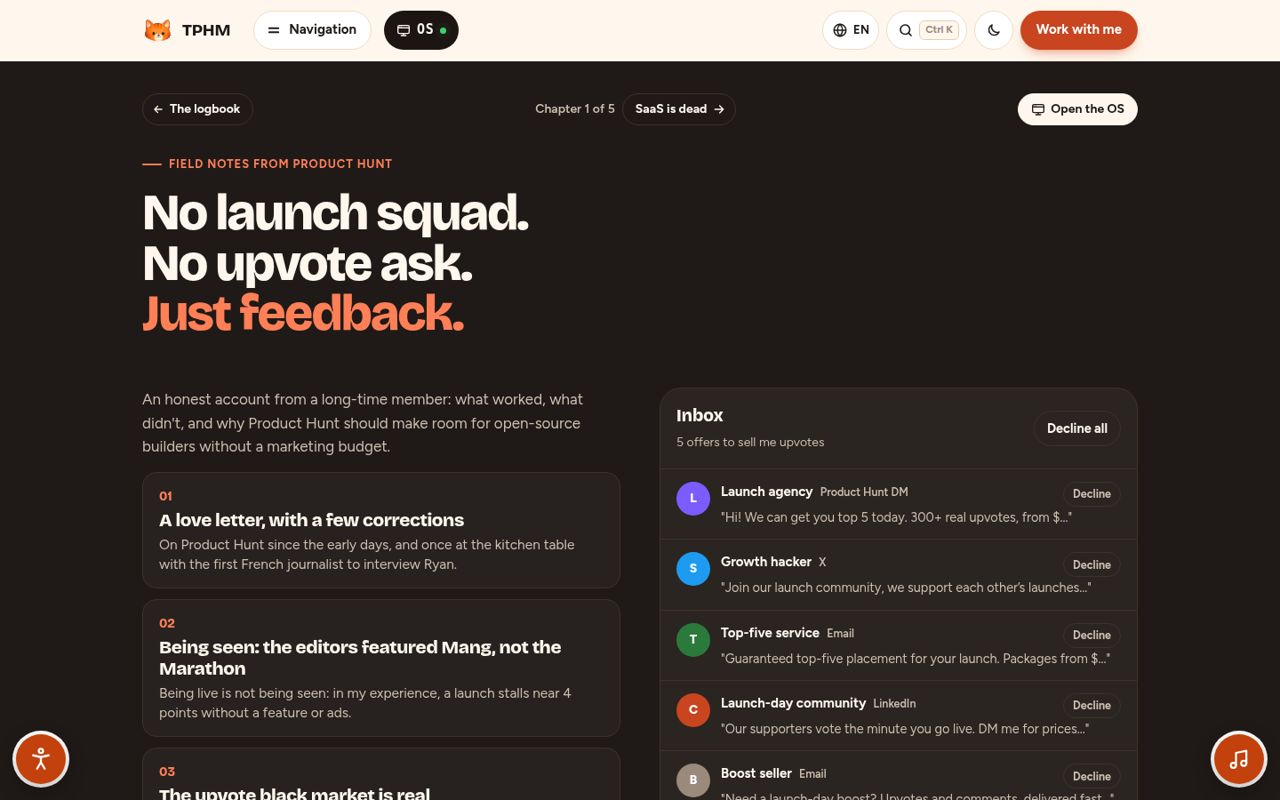 TPHM
Navigation
OS
EN
Ctrl K
Work with me
The logbook
Chapter 1 of 5
SaaS is dead
Open the OS
FIELD NOTES FROM PRODUCT HUNT
No launch squad.
No upvote ask.
Just feedback.
An honest account from a long-time member: what worked, what
didn't, and why Product Hunt should make room for open-source
builders without a marketing budget.
01
A love letter, with a few corrections
On Product Hunt since the early days, and once at the kitchen table
with the first French journalist to interview Ryan.
02
Being seen: the editors featured Mang, not the
Marathon
Being live is not being seen: in my experience, a launch stalls near 4
points without a feature or ads.
03
The upvote black market is real
Inbox
5 offers to sell me upvotes
Decline all
L
Launch agency Product Hunt DM
Decline
"Hi! We can get you top 5 today. 300+ real upvotes, from $..."
S
Growth hacker X
Decline
"Join our launch community, we support each other's launches..."
T
Top-five service Email
Decline
"Guaranteed top-five placement for your launch. Packages from $..."
C
Launch-day community LinkedIn
Decline
"Our supporters vote the minute you go live. DM me for prices..."
B
Boost seller Email
Decline
"Need a launch-day boost? Upvotes and comments, delivered fast..."